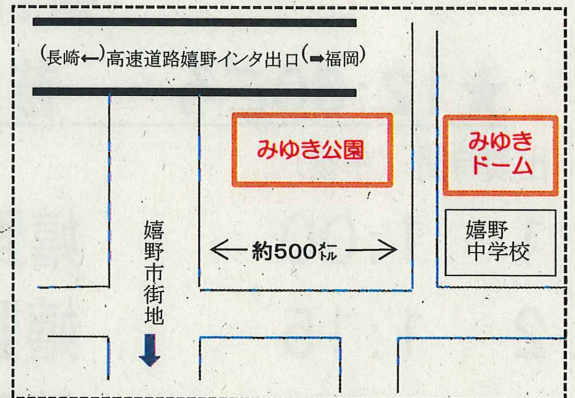 (長崎←)高速道路嬉野インタ出口(➡福岡)
みゆき公園
みゆき
ドーム
嬉野
中学校
←約500㍍→
嬉野市街地